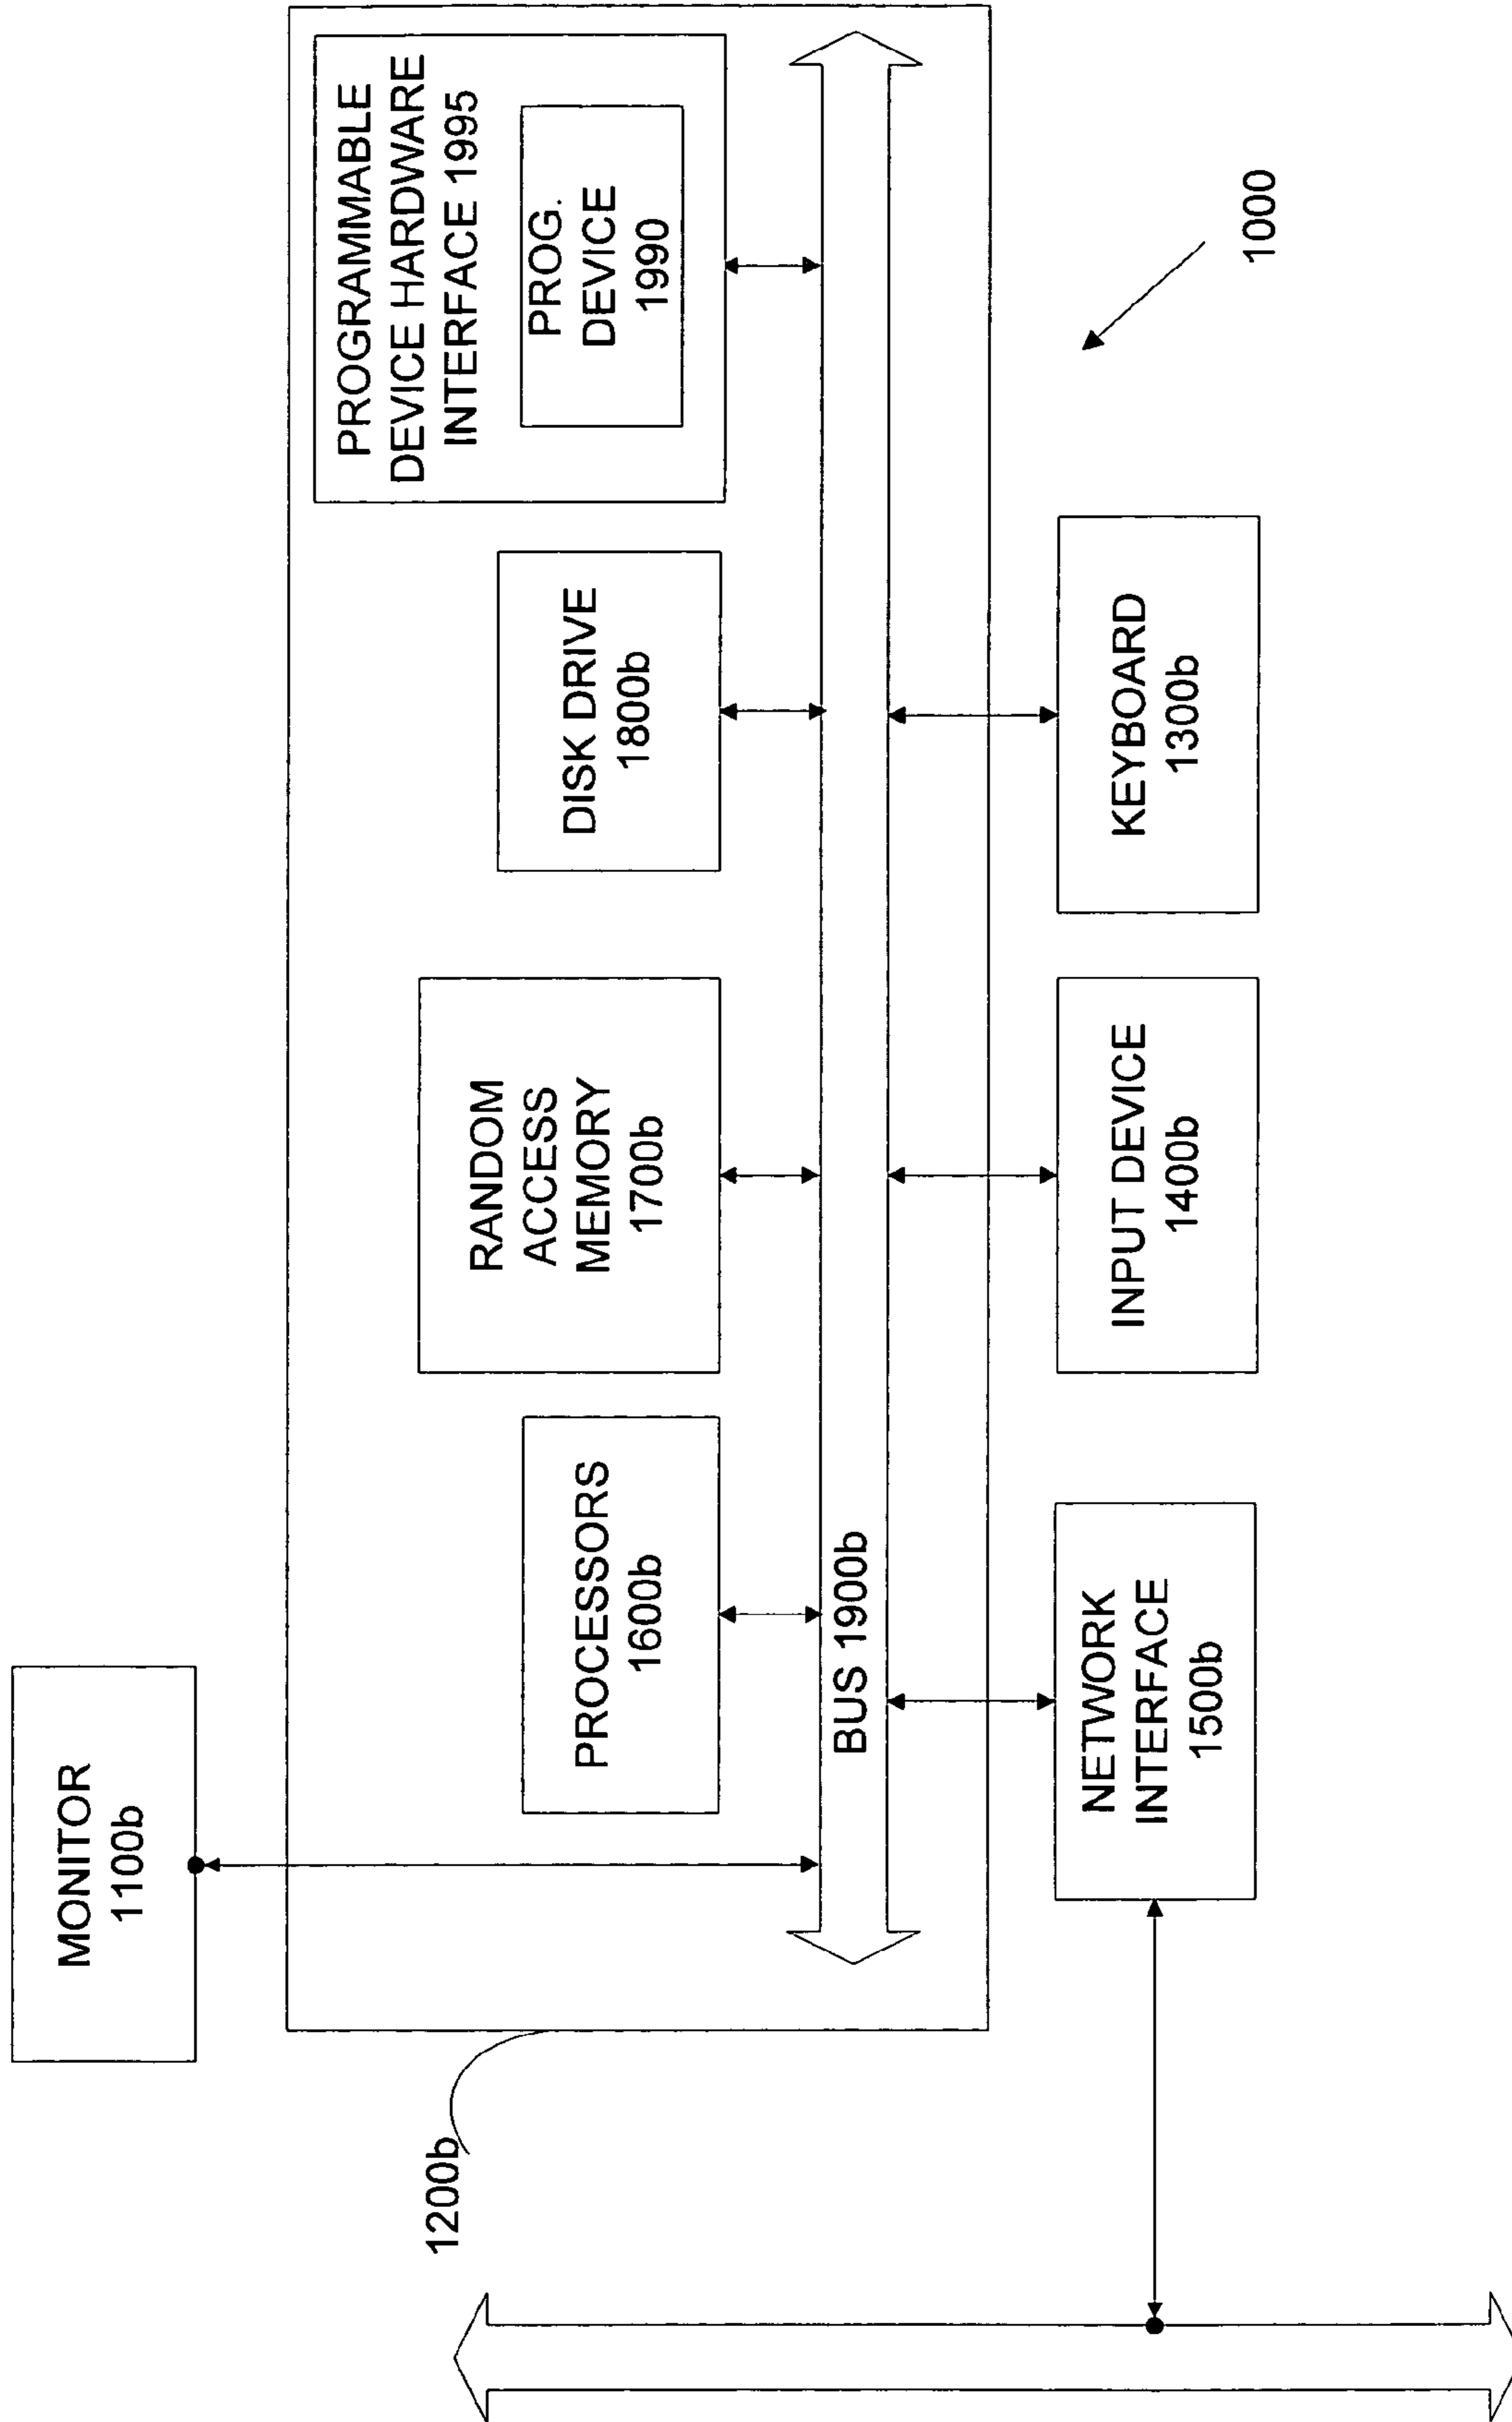 MONITOR
1100b
1200b
PROCESSORS
1600b
RANDOM
ACCESS
MEMORY
1700b
DISK DRIVE
1800b
PROGRAMMABLE
DEVICE HARDWARE
INTERFACE 1995
PROG.
DEVICE
1990
BUS 1900b
NETWORK
INTERFACE
1500b
INPUT DEVICE
1400b
KEYBOARD
1300b
1000